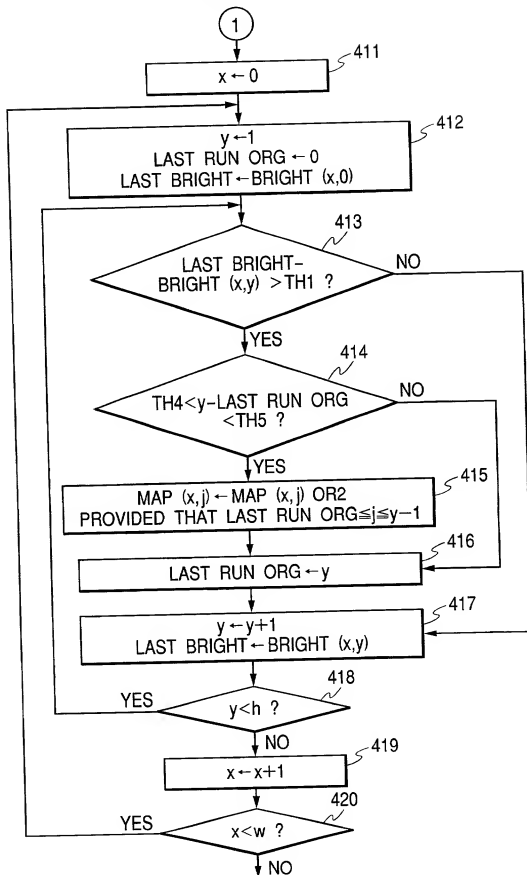 1
x←0
411
y←1
LAST RUN ORG←0
LAST BRIGHT←BRIGHT (x,0)
412
413
LAST BRIGHT–
BRIGHT (x,y) >TH1 ?
NO
YES
414
TH4<y–LAST RUN ORG
<TH5 ?
NO
YES
415
MAP (x,j)←MAP (x,j) OR2
PROVIDED THAT LAST RUN ORG≦j≦y–1
416
LAST RUN ORG←y
417
y←y+1
LAST BRIGHT←BRIGHT (x,y)
418
YES
y<h ?
NO
419
x←x+1
420
YES
x<w ?
NO